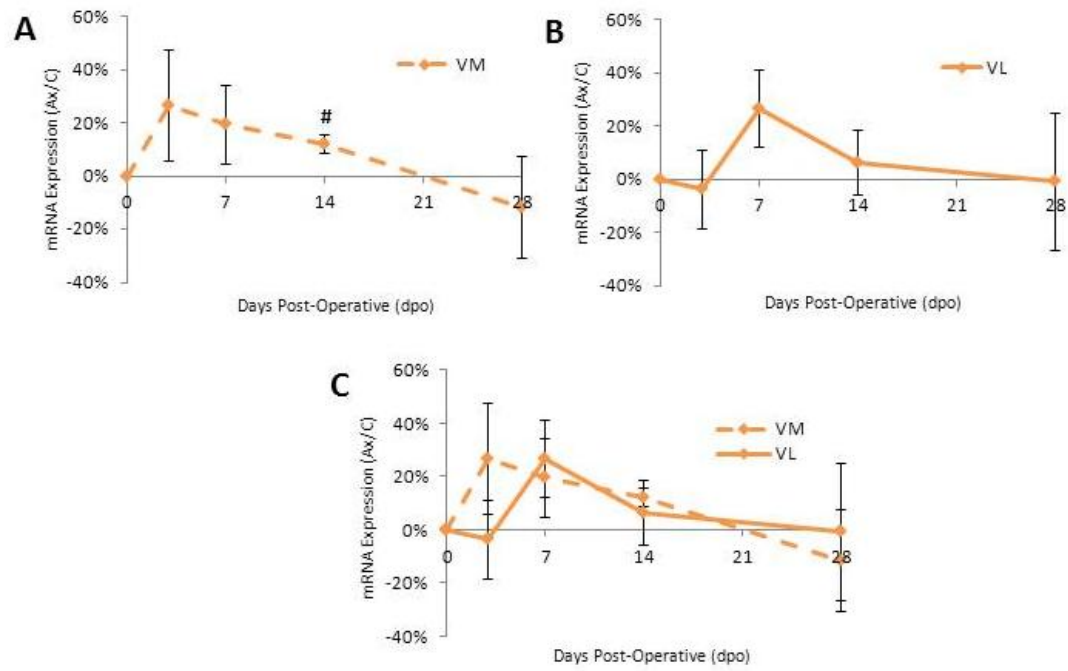 A
mRNA Expression (Ax/C)
60%
40%
20%
0%
-20%
-40%
0 7 14 21 28
#
VM
Days Post-Operative (dpo)
B
mRNA Expression (Ax/C)
60%
40%
20%
0%
-20%
-40%
0 7 14 21 28
VL
Days Post-Operative (dpo)
C
mRNA Expression (Ax/C)
60%
40%
20%
0%
-20%
-40%
0 7 14 21 28
VM
VL
Days Post-Operative (dpo)